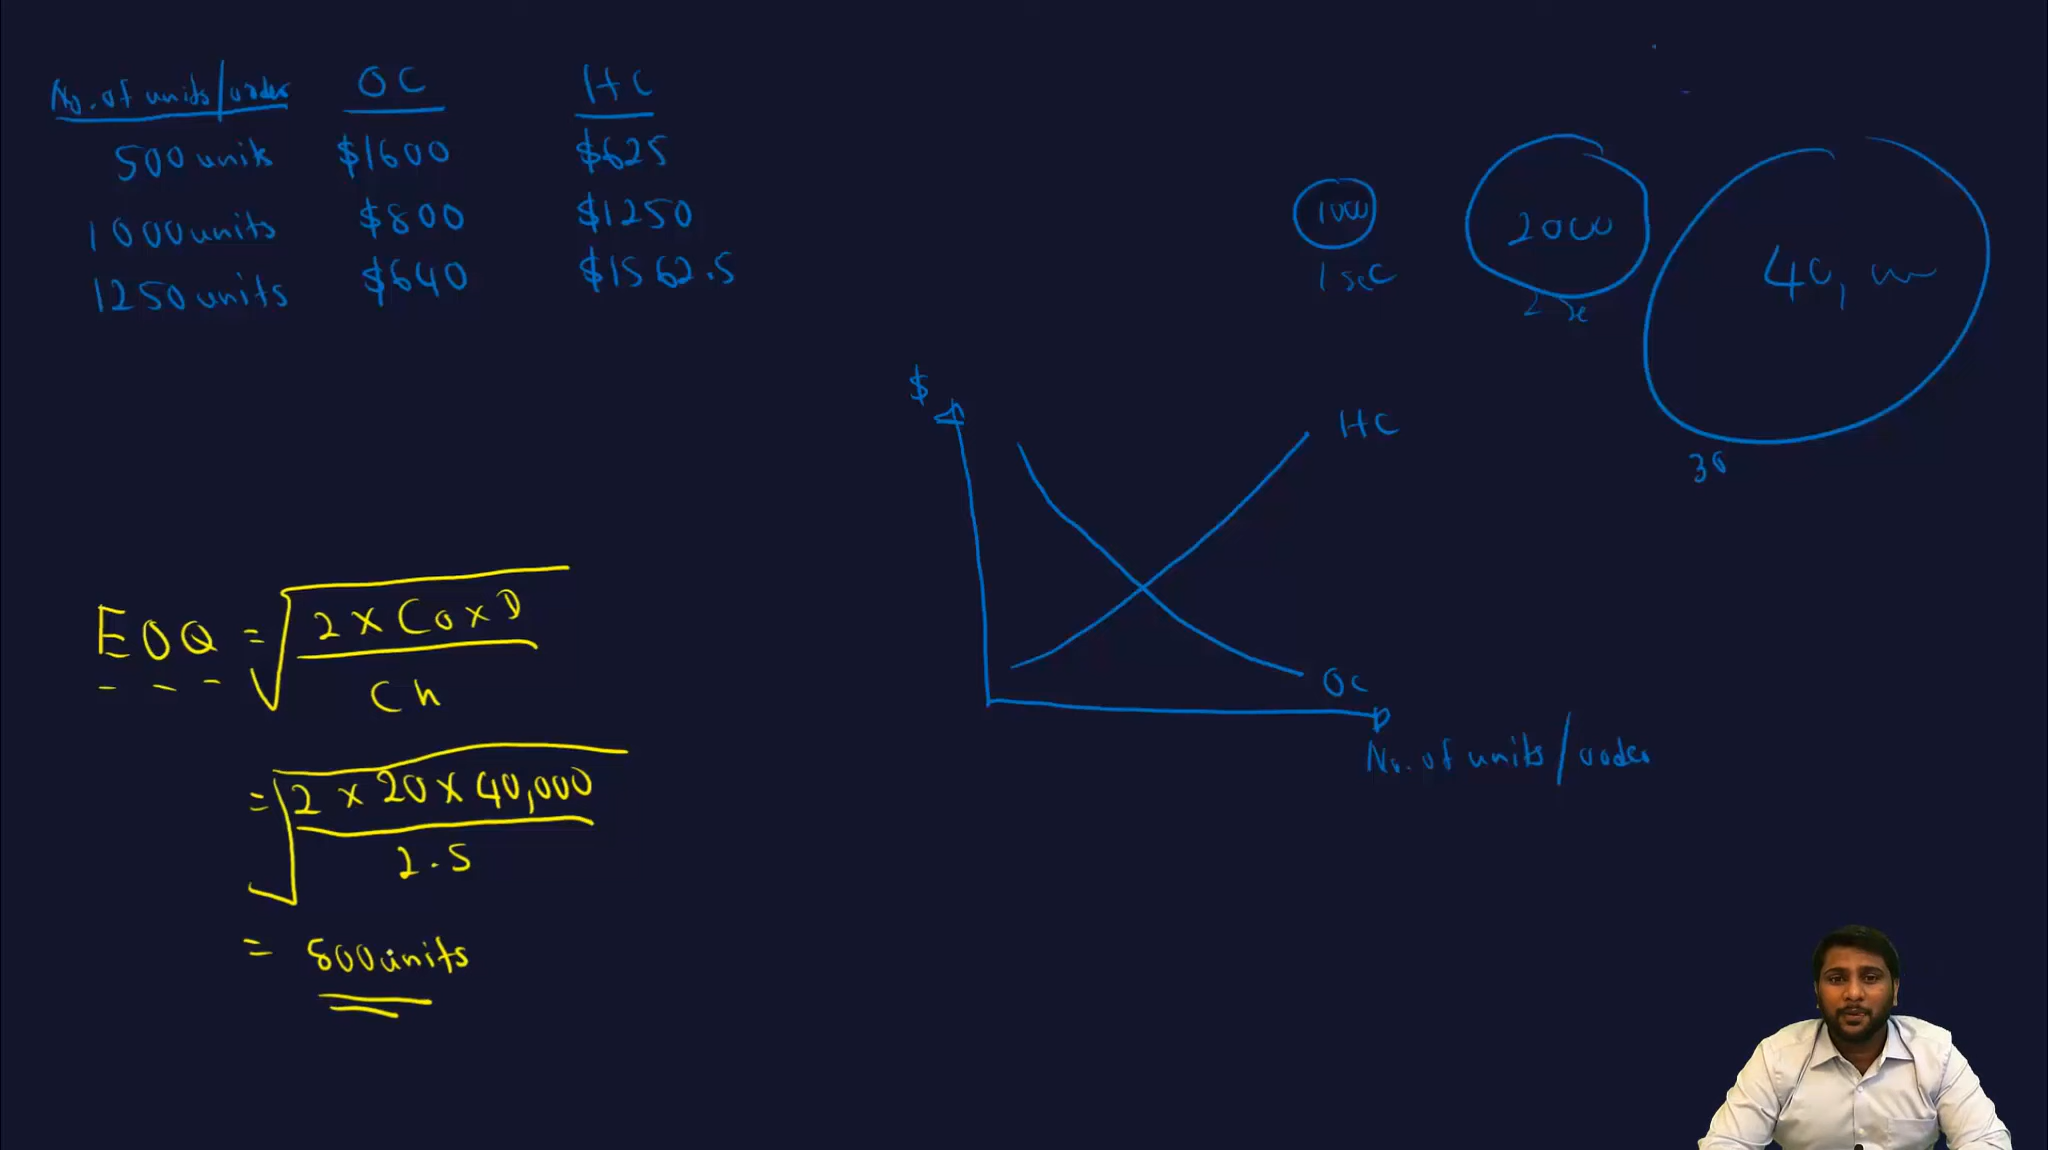 No. of units/order OC HC
500 units $1600 $625
1000 units $800 $1250
1250 units $640 $1562.5
1000
1 sec
2000
40,
30
$
HC
OC
No. of units/order
EOQ = √ 2 x Co x D
Ch
= √ 2 x 20 x 40,000
2.5
= 800 units